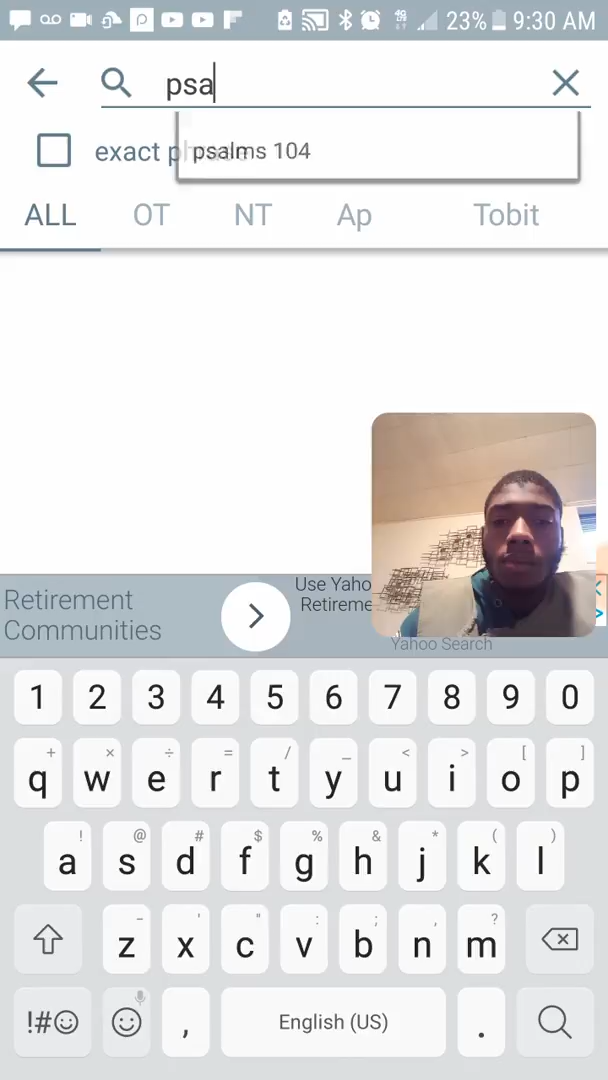 23% 9:30 AM
psa
exact
psalms 104
ALL OT NT Ap Tobit
Retirement
Communities
Use Yaho
Retireme
Yahoo Search
1 2 3 4 5 6 7 8 9 0
+ × ÷ = / _ < > [ ]
q w e r t y u i o p
! @ # $ % & * ( )
a s d f g h j k l
- ' " : ; , ?
z x c v b n m
!#☺ , English (US) .